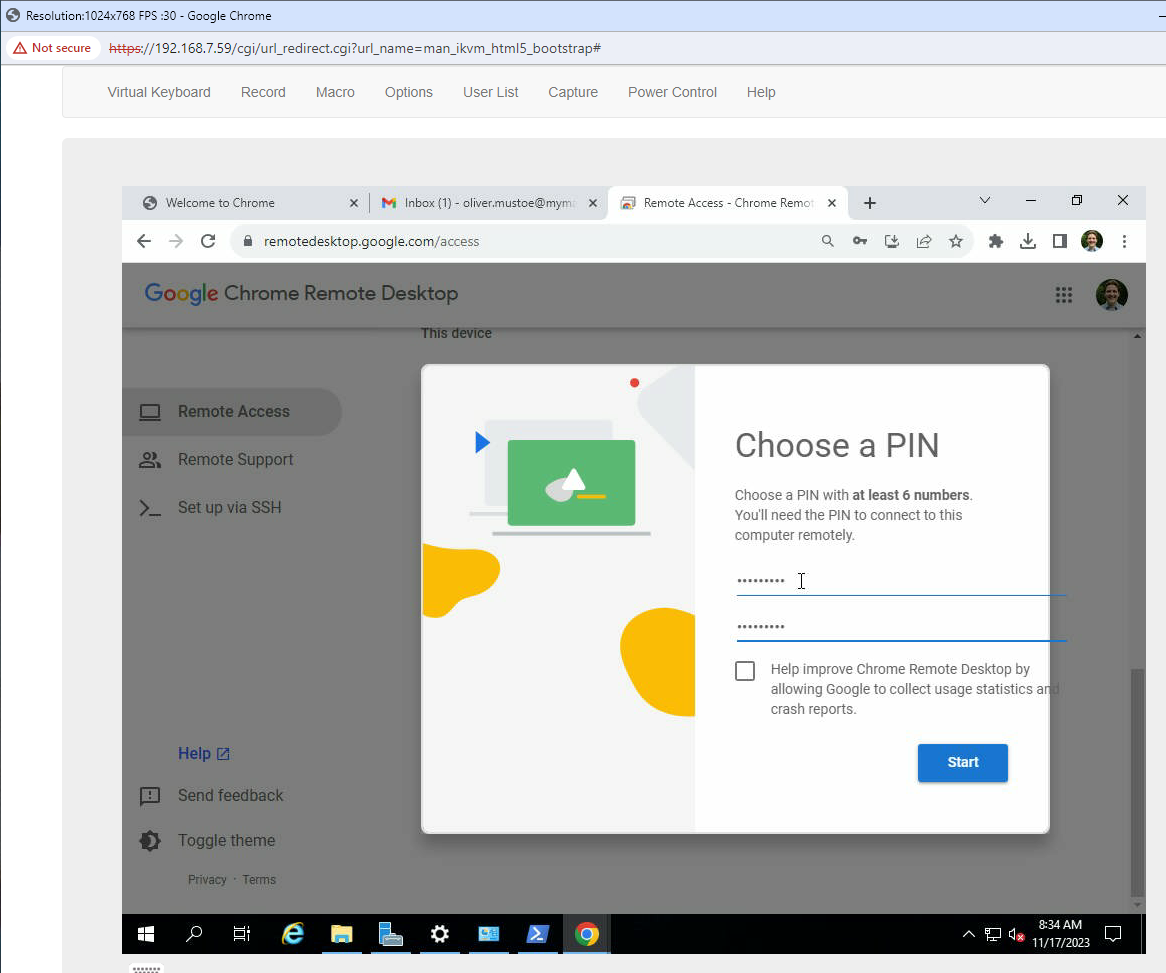 Resolution:1024x768 FPS :30 - Google Chrome
Not secure https://192.168.7.59/cgi/url_redirect.cgi?url_name=man_ikvm_html5_bootstrap#
Virtual Keyboard Record Macro Options User List Capture Power Control Help
Welcome to Chrome Inbox (1) - oliver.mustoe@mym Remote Access - Chrome Remot
remotedesktop.google.com/access
Google Chrome Remote Desktop
This device
Remote Access
Remote Support
Set up via SSH
Choose a PIN
Choose a PIN with at least 6 numbers.
You'll need the PIN to connect to this
computer remotely.
Help improve Chrome Remote Desktop by
allowing Google to collect usage statistics and
crash reports.
Start
Help
Send feedback
Toggle theme
Privacy · Terms
8:34 AM
11/17/2023